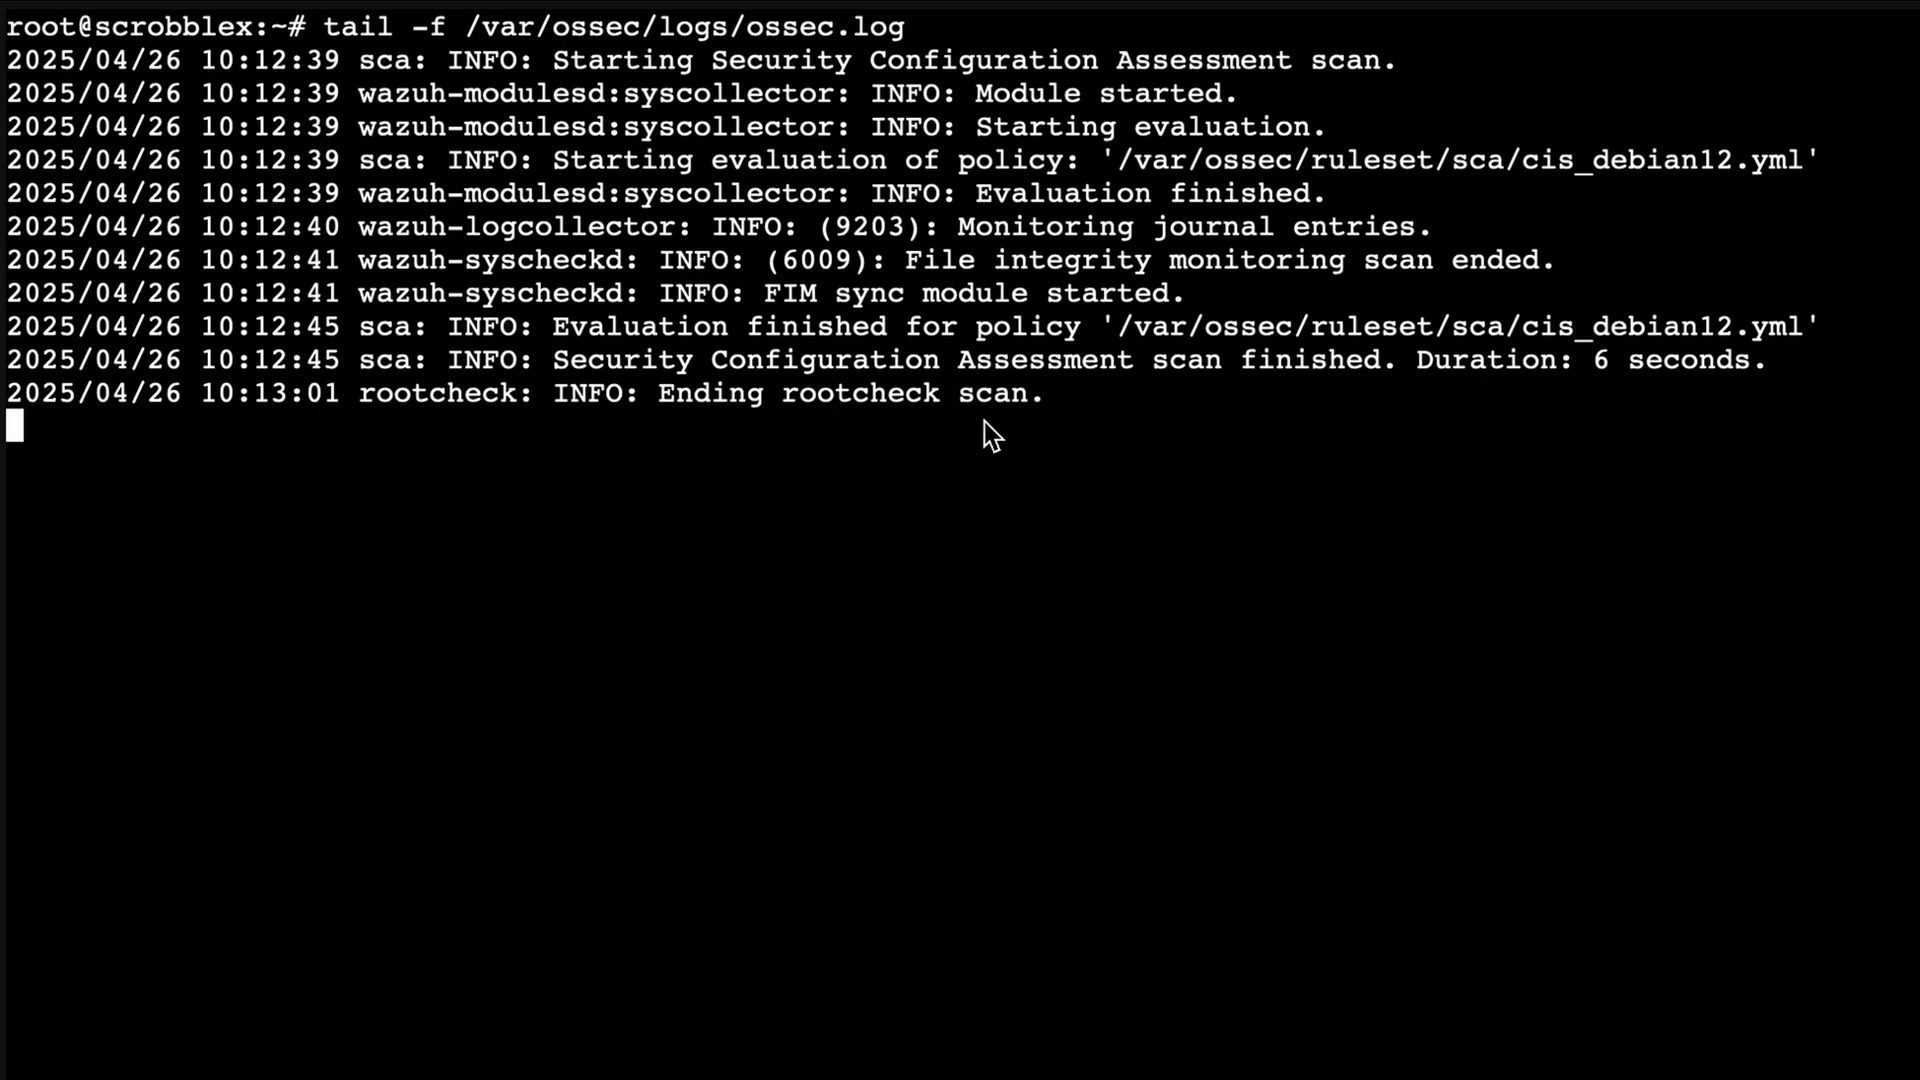 root@scrobblex:~# tail -f /var/ossec/logs/ossec.log
2025/04/26 10:12:39 sca: INFO: Starting Security Configuration Assessment scan.
2025/04/26 10:12:39 wazuh-modulesd:syscollector: INFO: Module started.
2025/04/26 10:12:39 wazuh-modulesd:syscollector: INFO: Starting evaluation.
2025/04/26 10:12:39 sca: INFO: Starting evaluation of policy: '/var/ossec/ruleset/sca/cis_debian12.yml'
2025/04/26 10:12:39 wazuh-modulesd:syscollector: INFO: Evaluation finished.
2025/04/26 10:12:40 wazuh-logcollector: INFO: (9203): Monitoring journal entries.
2025/04/26 10:12:41 wazuh-syscheckd: INFO: (6009): File integrity monitoring scan ended.
2025/04/26 10:12:41 wazuh-syscheckd: INFO: FIM sync module started.
2025/04/26 10:12:45 sca: INFO: Evaluation finished for policy '/var/ossec/ruleset/sca/cis_debian12.yml'
2025/04/26 10:12:45 sca: INFO: Security Configuration Assessment scan finished. Duration: 6 seconds.
2025/04/26 10:13:01 rootcheck: INFO: Ending rootcheck scan.